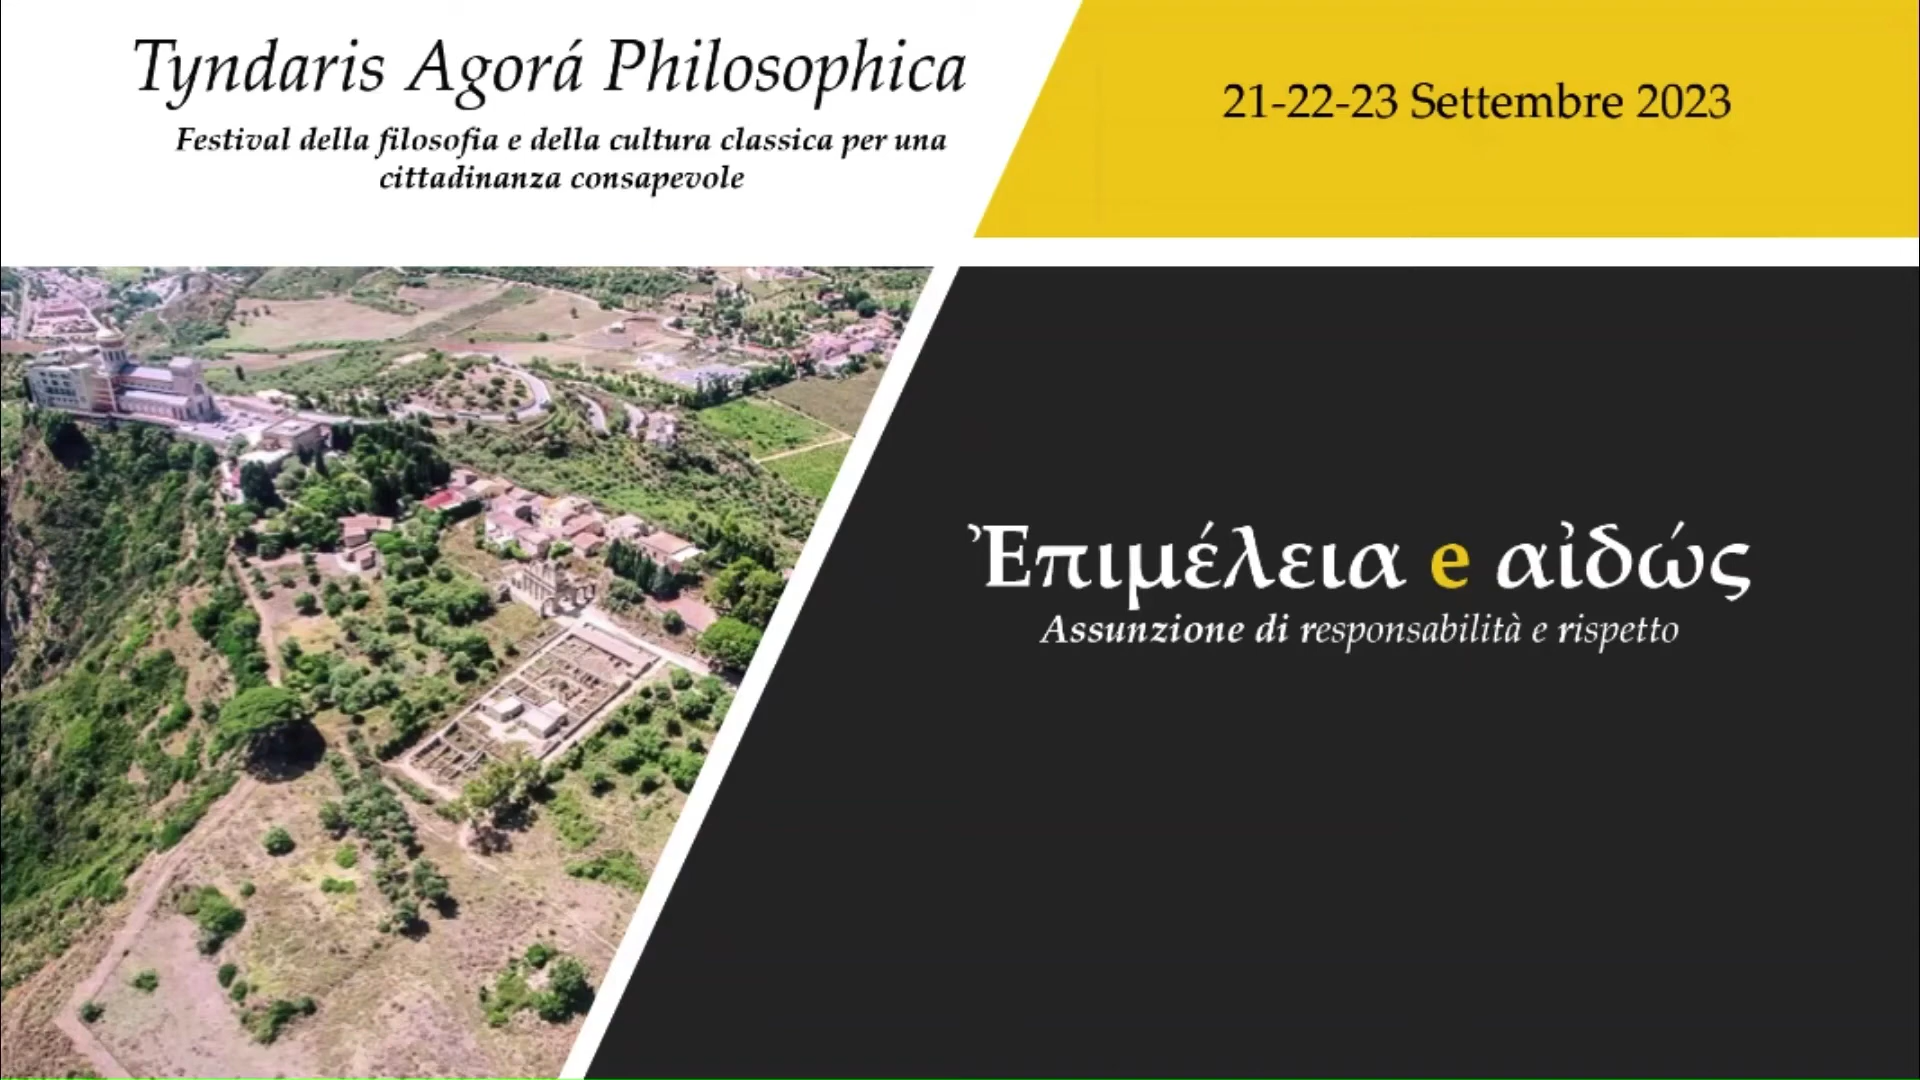 Tyndaris Agorá Philosophica
Festival della filosofia e della cultura classica per una
cittadinanza consapevole
21-22-23 Settembre 2023
Ἐπιμέλεια e αἰδώς
Assunzione di responsabilità e rispetto